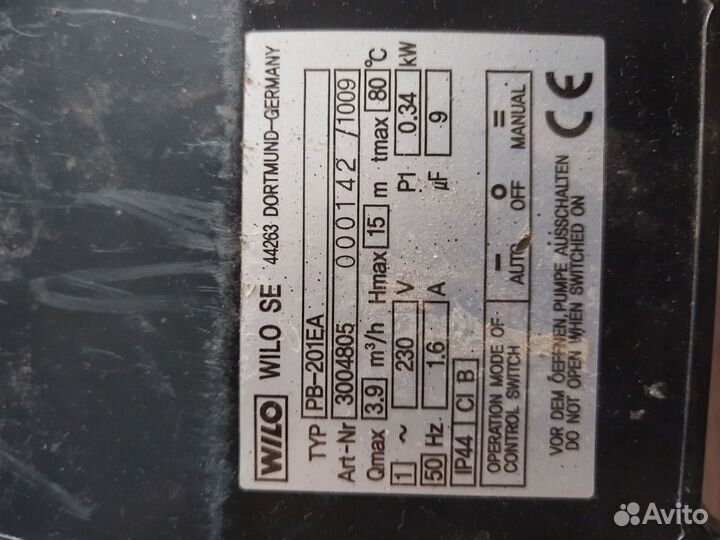 WILO WILO SE 44263 DORTMUND-GERMANY
TYP PB-201EA
Art-Nr 3004805 000142 /1009
Qmax 3.9 m³/h Hmax 15 m tmax 80 °C
1 ~ 230 V P1 0.34 kW
50 Hz 1.6 A µF 9
IP44 Cl B
OPERATION MODE OF
CONTROL SWITCH
AUTO OFF MANUAL
VOR DEM ŒFFNEN, PUMPE AUSSCHALTEN
DO NOT OPEN WHEN SWITCHED ON
CE
Avito